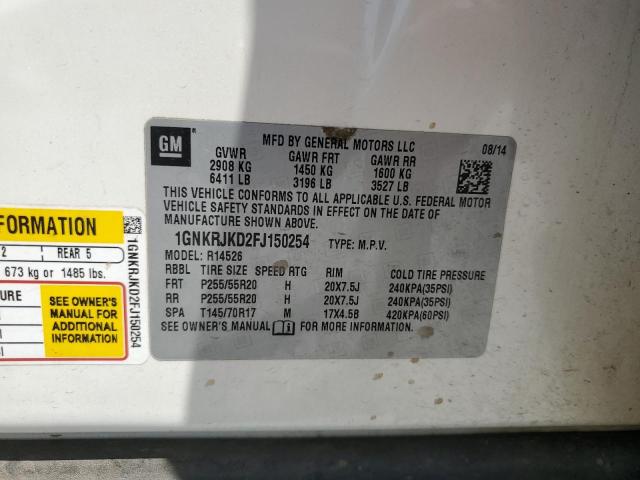 GM
MFD BY GENERAL MOTORS LLC
08/14
GVWR GAWR FRT GAWR RR
2908 KG 1450 KG 1600 KG
6411 LB 3196 LB 3527 LB
THIS VEHICLE CONFORMS TO ALL APPLICABLE U.S. FEDERAL MOTOR
VEHICLE SAFETY STANDARDS IN EFFECT ON THE DATE OF
MANUFACTURE SHOWN ABOVE.
1GNKRJKD2FJ150254 TYPE: M.P.V.
MODEL: R14526
RBBL TIRE SIZE SPEED RTG RIM COLD TIRE PRESSURE
FRT P255/55R20 H 20X7.5J 240KPA(35PSI)
RR P255/55R20 H 20X7.5J 240KPA(35PSI)
SPA T145/70R17 M 17X4.5B 420KPA(60PSI)
SEE OWNER'S MANUAL FOR MORE INFORMATION.
FORMATION
2 REAR 5
673 kg or 1485 lbs.
SEE OWNER'S
MANUAL FOR
ADDITIONAL
INFORMATION
1GNKRJKD2FJ150254